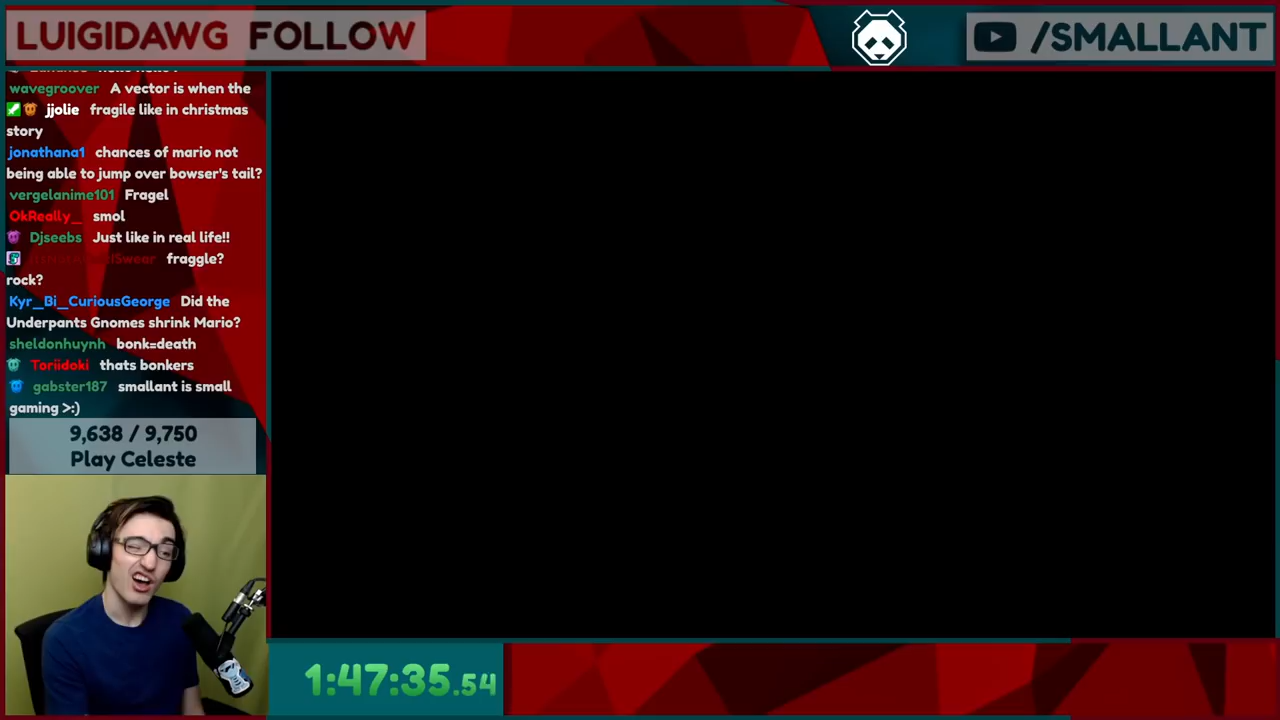 LUIGIDAWG FOLLOW
/SMALLANT
wavegroover A vector is when the
jjolie fragile like in christmas
story
jonathana1 chances of mario not
being able to jump over bowser's tail?
vergelanime101 Fragel
OkReally_ smol
Djseebs Just like in real life!!
fraggle?
rock?
Kyr_Bi_CuriousGeorge Did the
Underpants Gnomes shrink Mario?
sheldonhuynh bonk=death
Toriidoki thats bonkers
gabster187 smallant is small
gaming >:)
9,638 / 9,750
Play Celeste
1:47:35.54